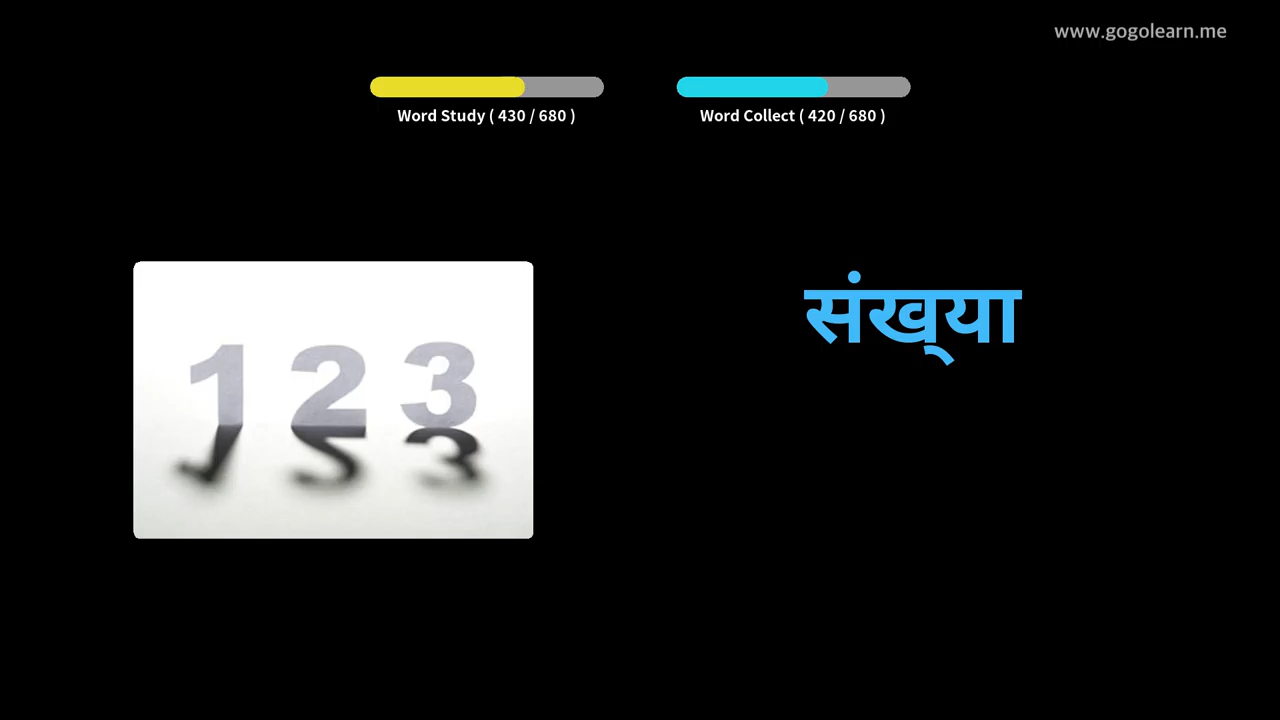 www.gogolearn.me
Word Study ( 430 / 680 )
Word Collect ( 420 / 680 )
1 2 3
संख्या